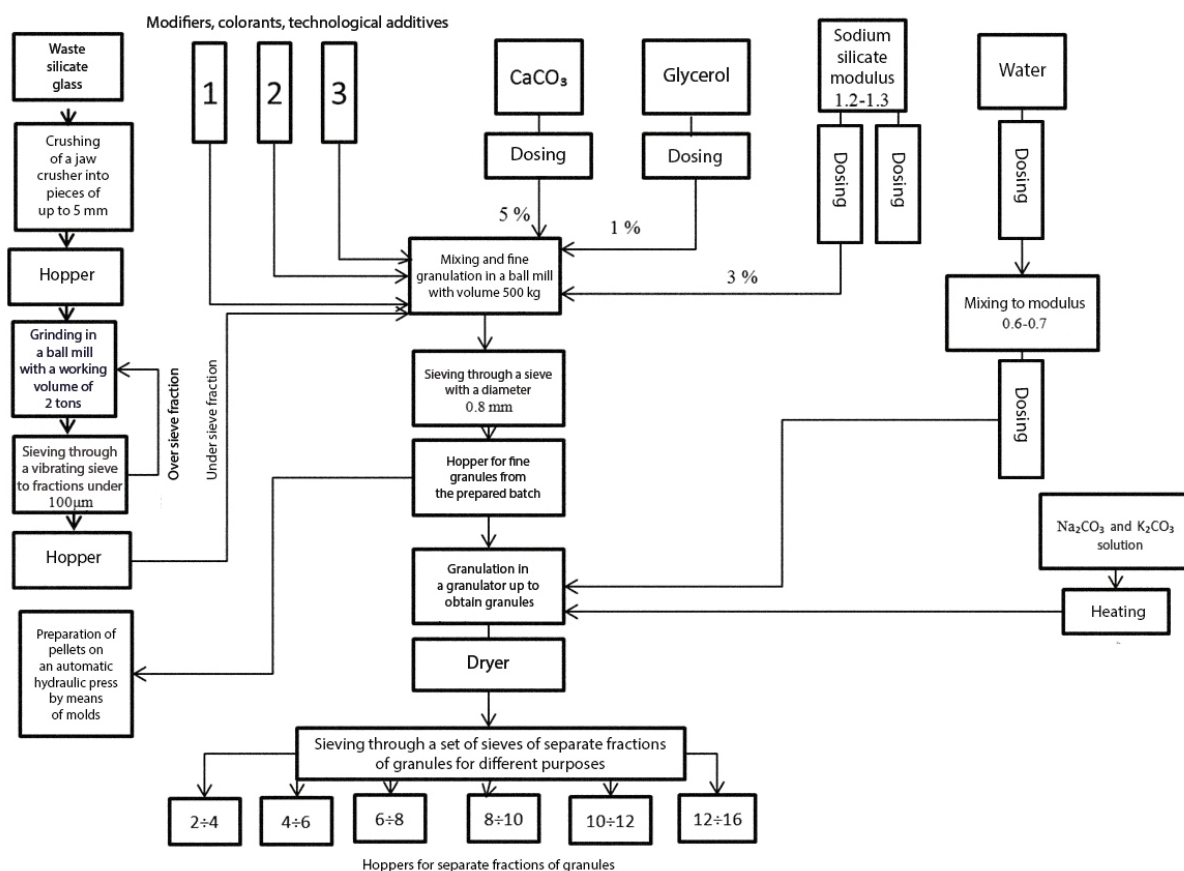 Modifiers, colorants, technological additives
Waste
silicate
glass
1
2
3
CaCO₃
Glycerol
Sodium
silicate
modulus
1.2-1.3
Water
Crushing
of a jaw
crusher into
pieces of
up to 5 mm
Dosing
Dosing
Dosing
Dosing
Dosing
5 %
1 %
3 %
Hopper
Mixing and fine
granulation in a ball mill
with volume 500 kg
Mixing to modulus
0.6-0.7
Grinding in
a ball mill
with a working
volume of
2 tons
Over sieve fraction
Under sieve fraction
Sieving through a sieve
with a diameter
0.8 mm
Dosing
Sieving through
a vibrating sieve
to fractions under
100μm
Hopper for fine
granules from
the prepared batch
Hopper
Na₂CO₃ and K₂CO₃
solution
Granulation in
a granulator up to
obtain granules
Heating
Preparation of
pellets on
an automatic
hydraulic press
by means
of molds
Dryer
Sieving through a set of sieves of separate fractions
of granules for different purposes
2÷4
4÷6
6÷8
8÷10
10÷12
12÷16
Hoppers for separate fractions of granules